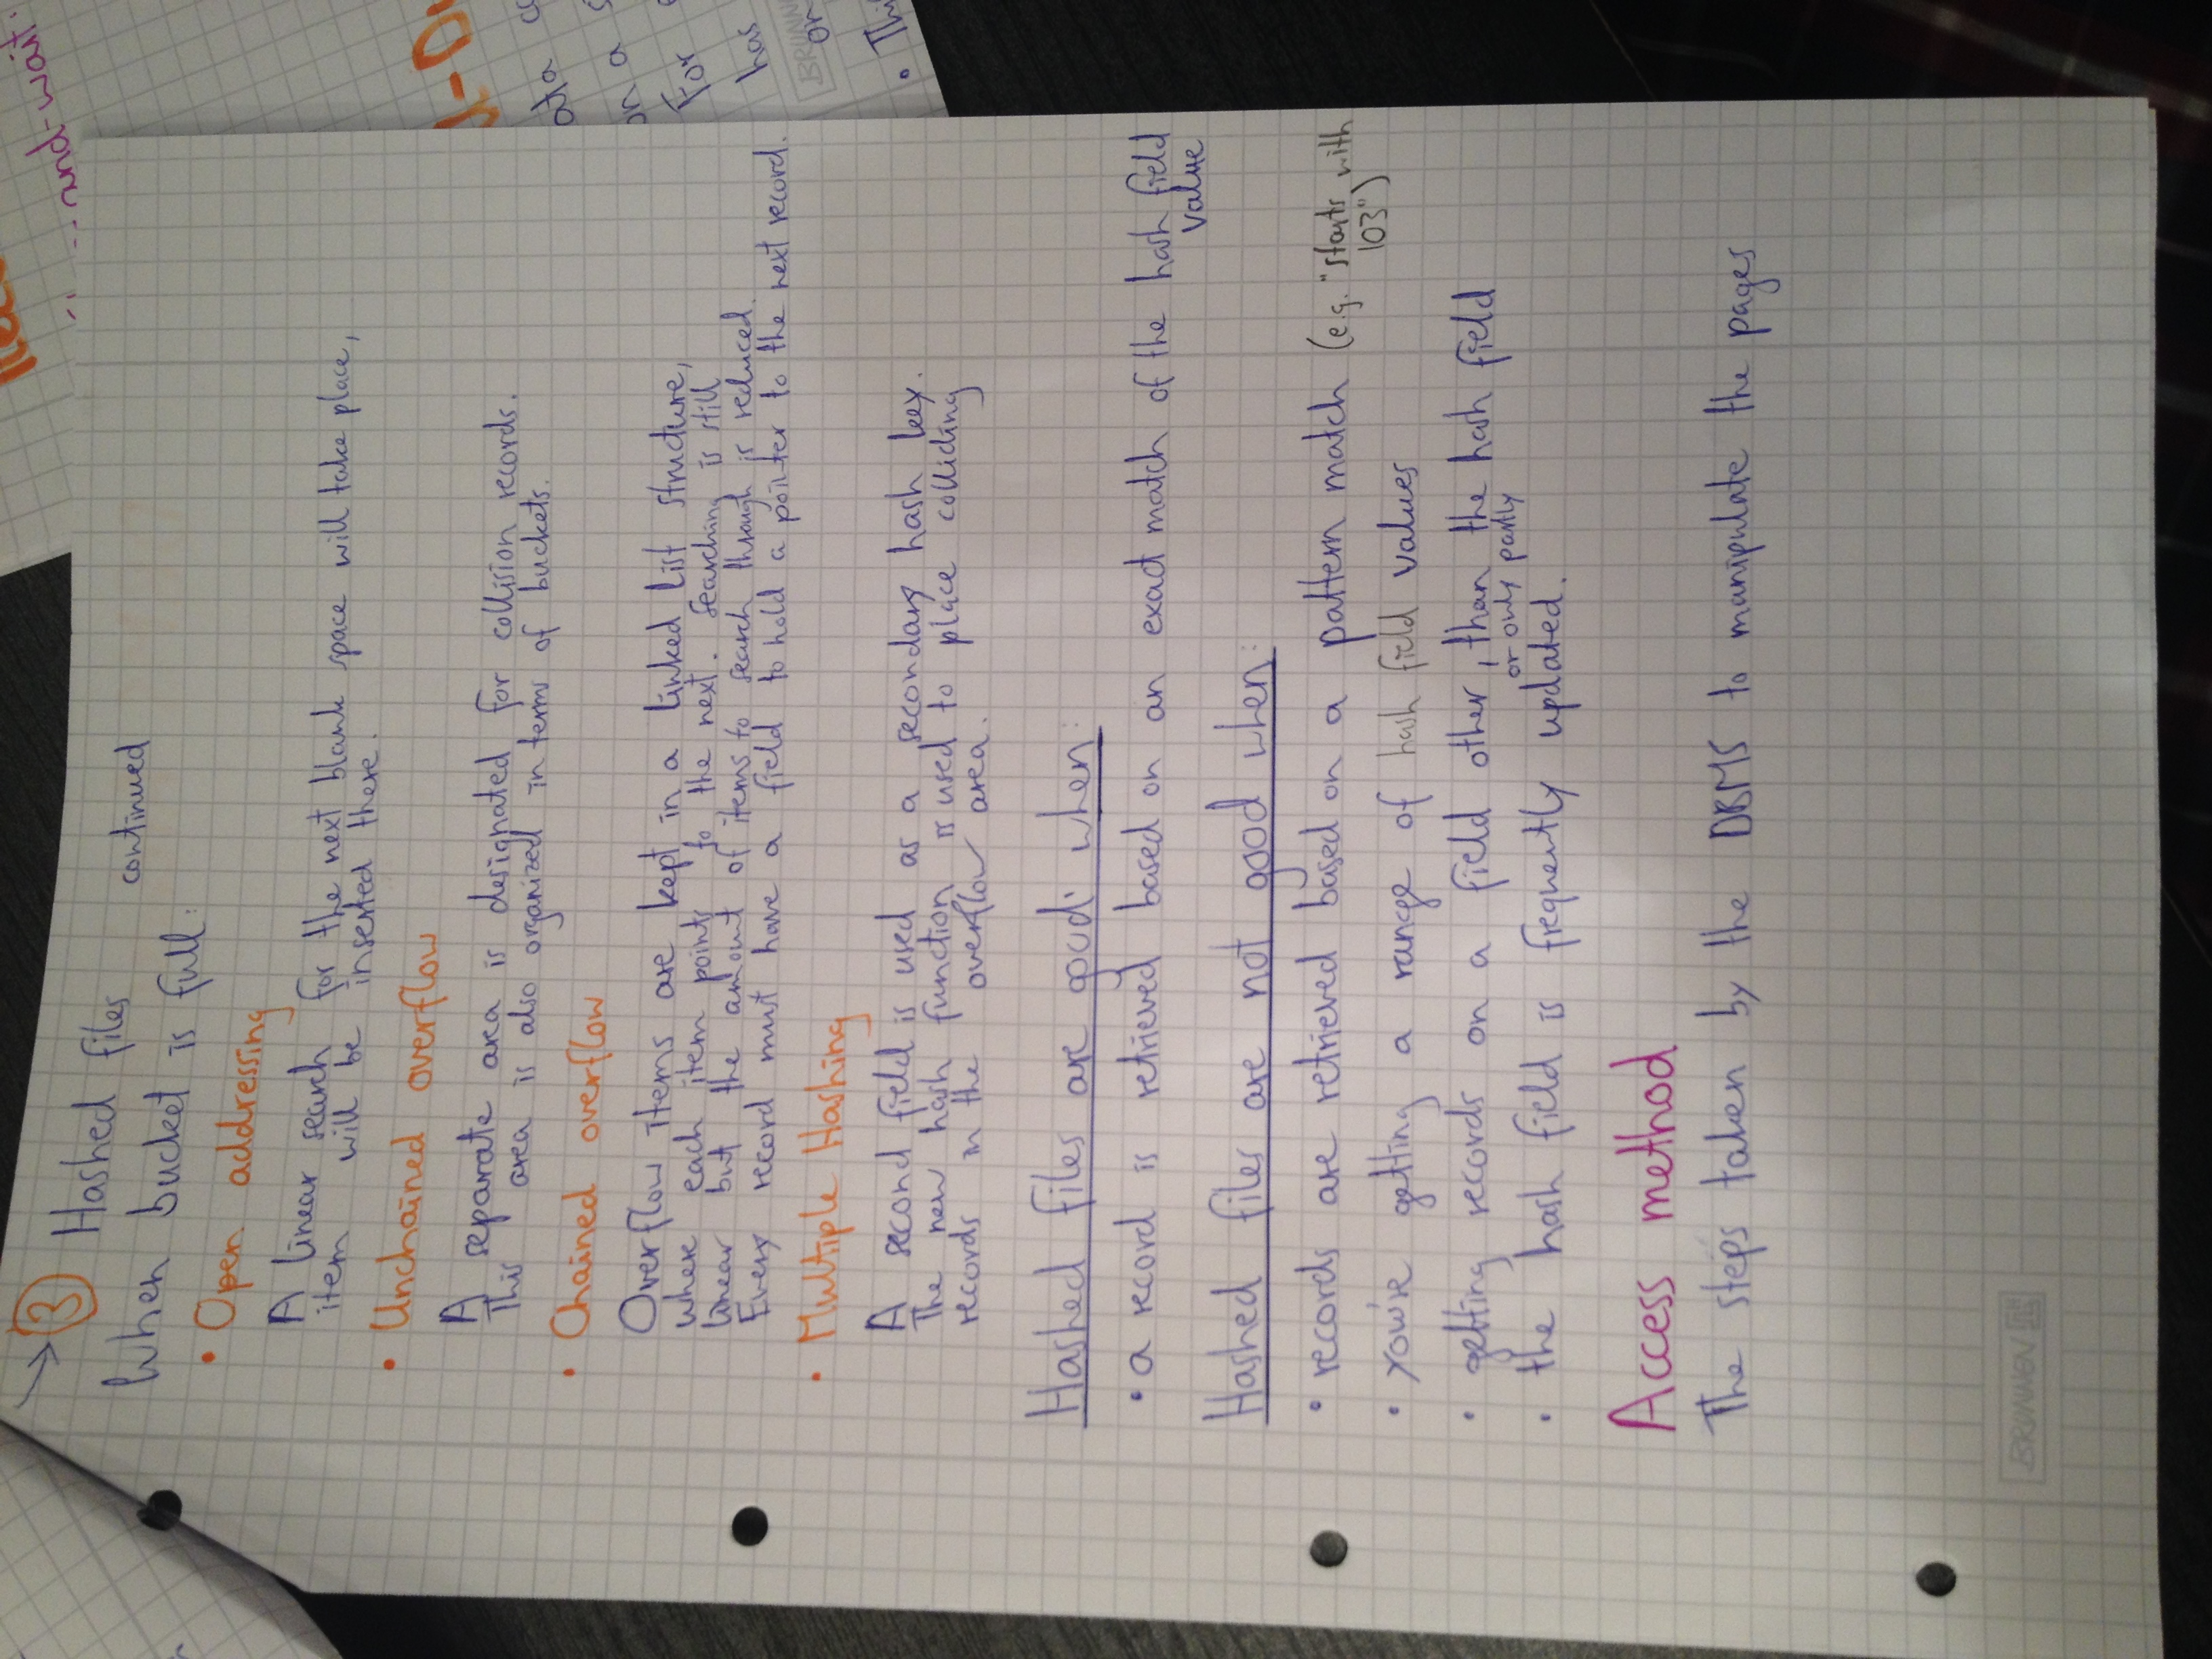 → ③ Hashed files continued
When bucket is full:
• Open addressing
A linear search for the next blank space will take place,
item will be inserted there.
• Unchained overflow
A separate area is designated for collision records.
This area is also organized in terms of buckets.
• Chained overflow
Overflow items are kept in a linked list structure,
where each item points to the next. Searching is still
linear but the amount of items to search through is reduced.
Every record must have a field to hold a pointer to the next record.
• Multiple Hashing
A second field is used as a secondary hash key.
The new hash function is used to place colliding
records in the overflow area.
Hashed files are good when:
• a record is retrieved based on an exact match of the hash field
value
Hashed files are not good when:
• records are retrieved based on a pattern match (e.g. "starts with
103")
• you're getting a range of hash field values
• getting records on a field other, than the hash field
or only partly
• the hash field is frequently updated.
Access method
The steps taken by the DBMS to manipulate the pages
BRUNNEN
and-wait:
ata
on a
For
has
BRUNN
on